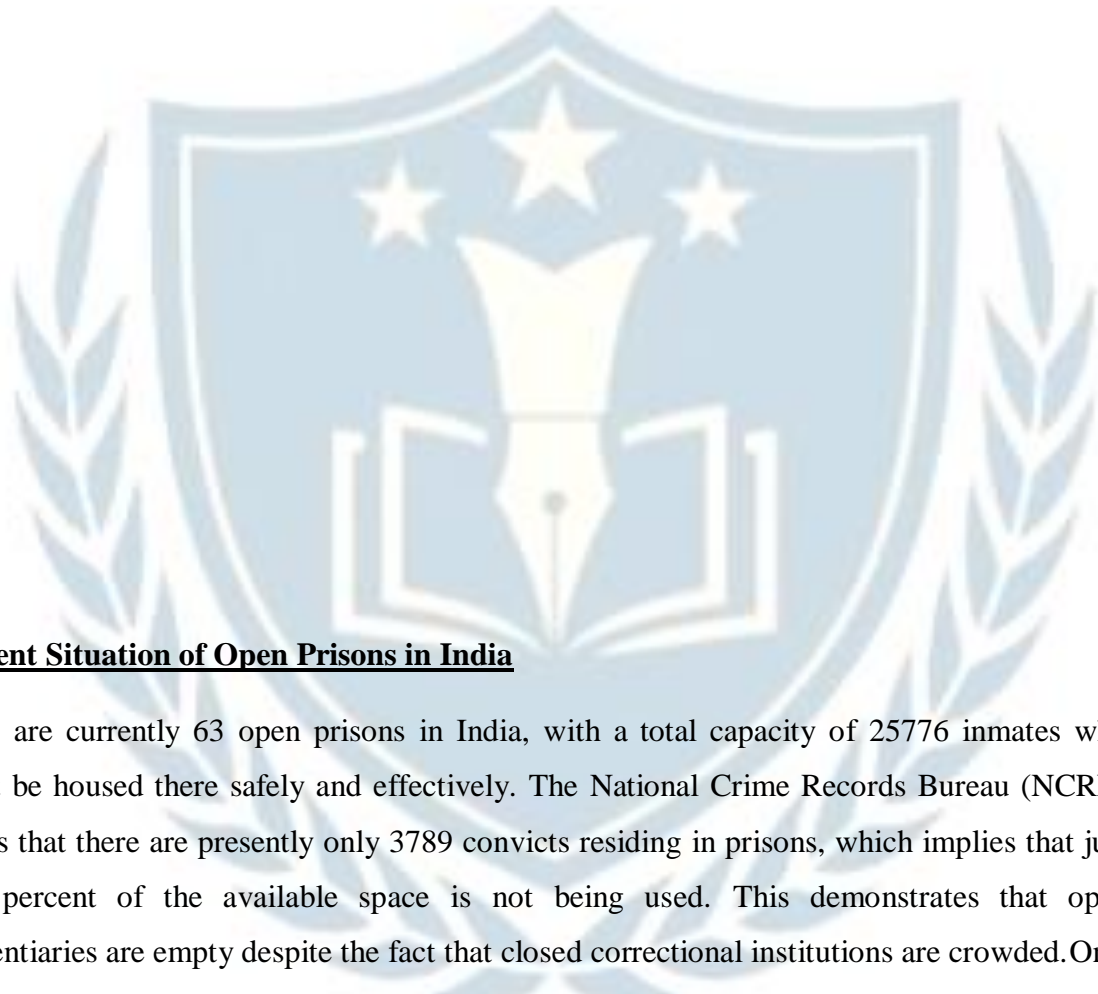 ent Situation of Open Prisons in India
are currently 63 open prisons in India, with a total capacity of 25776 inmates w
be housed there safely and effectively. The National Crime Records Bureau (NCR
s that there are presently only 3789 convicts residing in prisons, which implies that ju
percent of the available space is not being used. This demonstrates that op
entiaries are empty despite the fact that closed correctional institutions are crowded.On